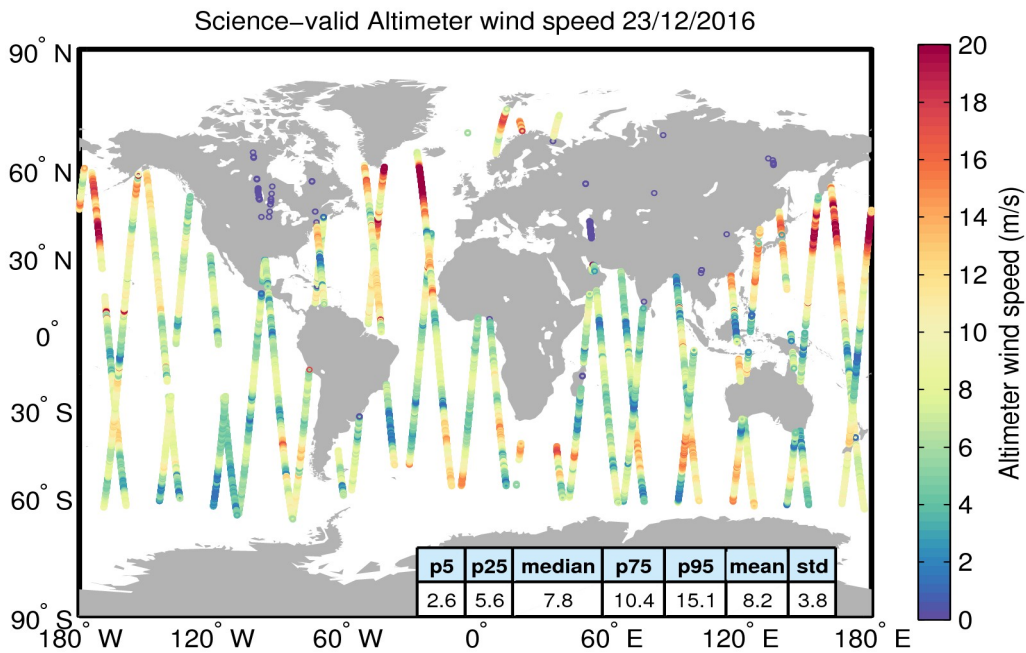 Science−valid Altimeter wind speed 23/12/2016
90° N
60° N
30° N
0°
30° S
60° S
90° S
180° W
120° W
60° W
0°
60° E
120° E
180° E
20
18
16
14
12
10
8
6
4
2
0
Altimeter wind speed (m/s)
p5 p25 median p75 p95 mean std
2.6 5.6 7.8 10.4 15.1 8.2 3.8